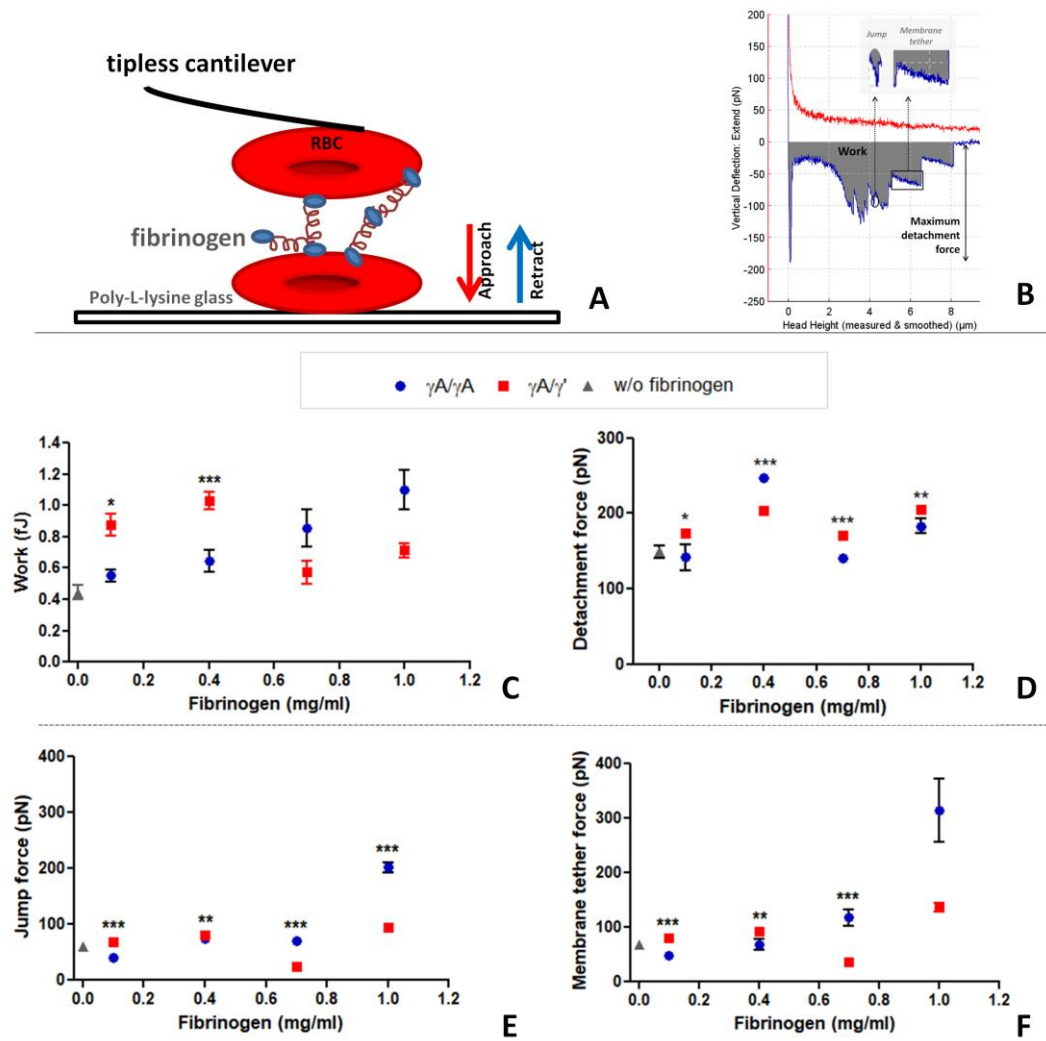 tipless cantilever
RBC
fibrinogen
Poly-L-lysine glass
Approach
Retract
A
Jump
Membrane
tether
200
150
100
50
0
-50
-100
-150
-200
-250
Vertical Deflection: Extend (pN)
Work
Maximum
detachment
force
0 2 4 6 8
Head Height (measured & smoothed) (µm)
B
γA/γA γA/γ' w/o fibrinogen
1.4
1.2
1.0
0.8
0.6
0.4
0.2
0.0
Work (fJ)
* ***
0.0 0.2 0.4 0.6 0.8 1.0 1.2
Fibrinogen (mg/ml)
C
300
200
100
0
Detachment force (pN)
* *** *** **
0.0 0.2 0.4 0.6 0.8 1.0 1.2
Fibrinogen (mg/ml)
D
400
300
200
100
0
Jump force (pN)
*** ** *** ***
0.0 0.2 0.4 0.6 0.8 1.0 1.2
Fibrinogen (mg/ml)
E
400
300
200
100
0
Membrane tether force (pN)
*** ** ***
0.0 0.2 0.4 0.6 0.8 1.0 1.2
Fibrinogen (mg/ml)
F